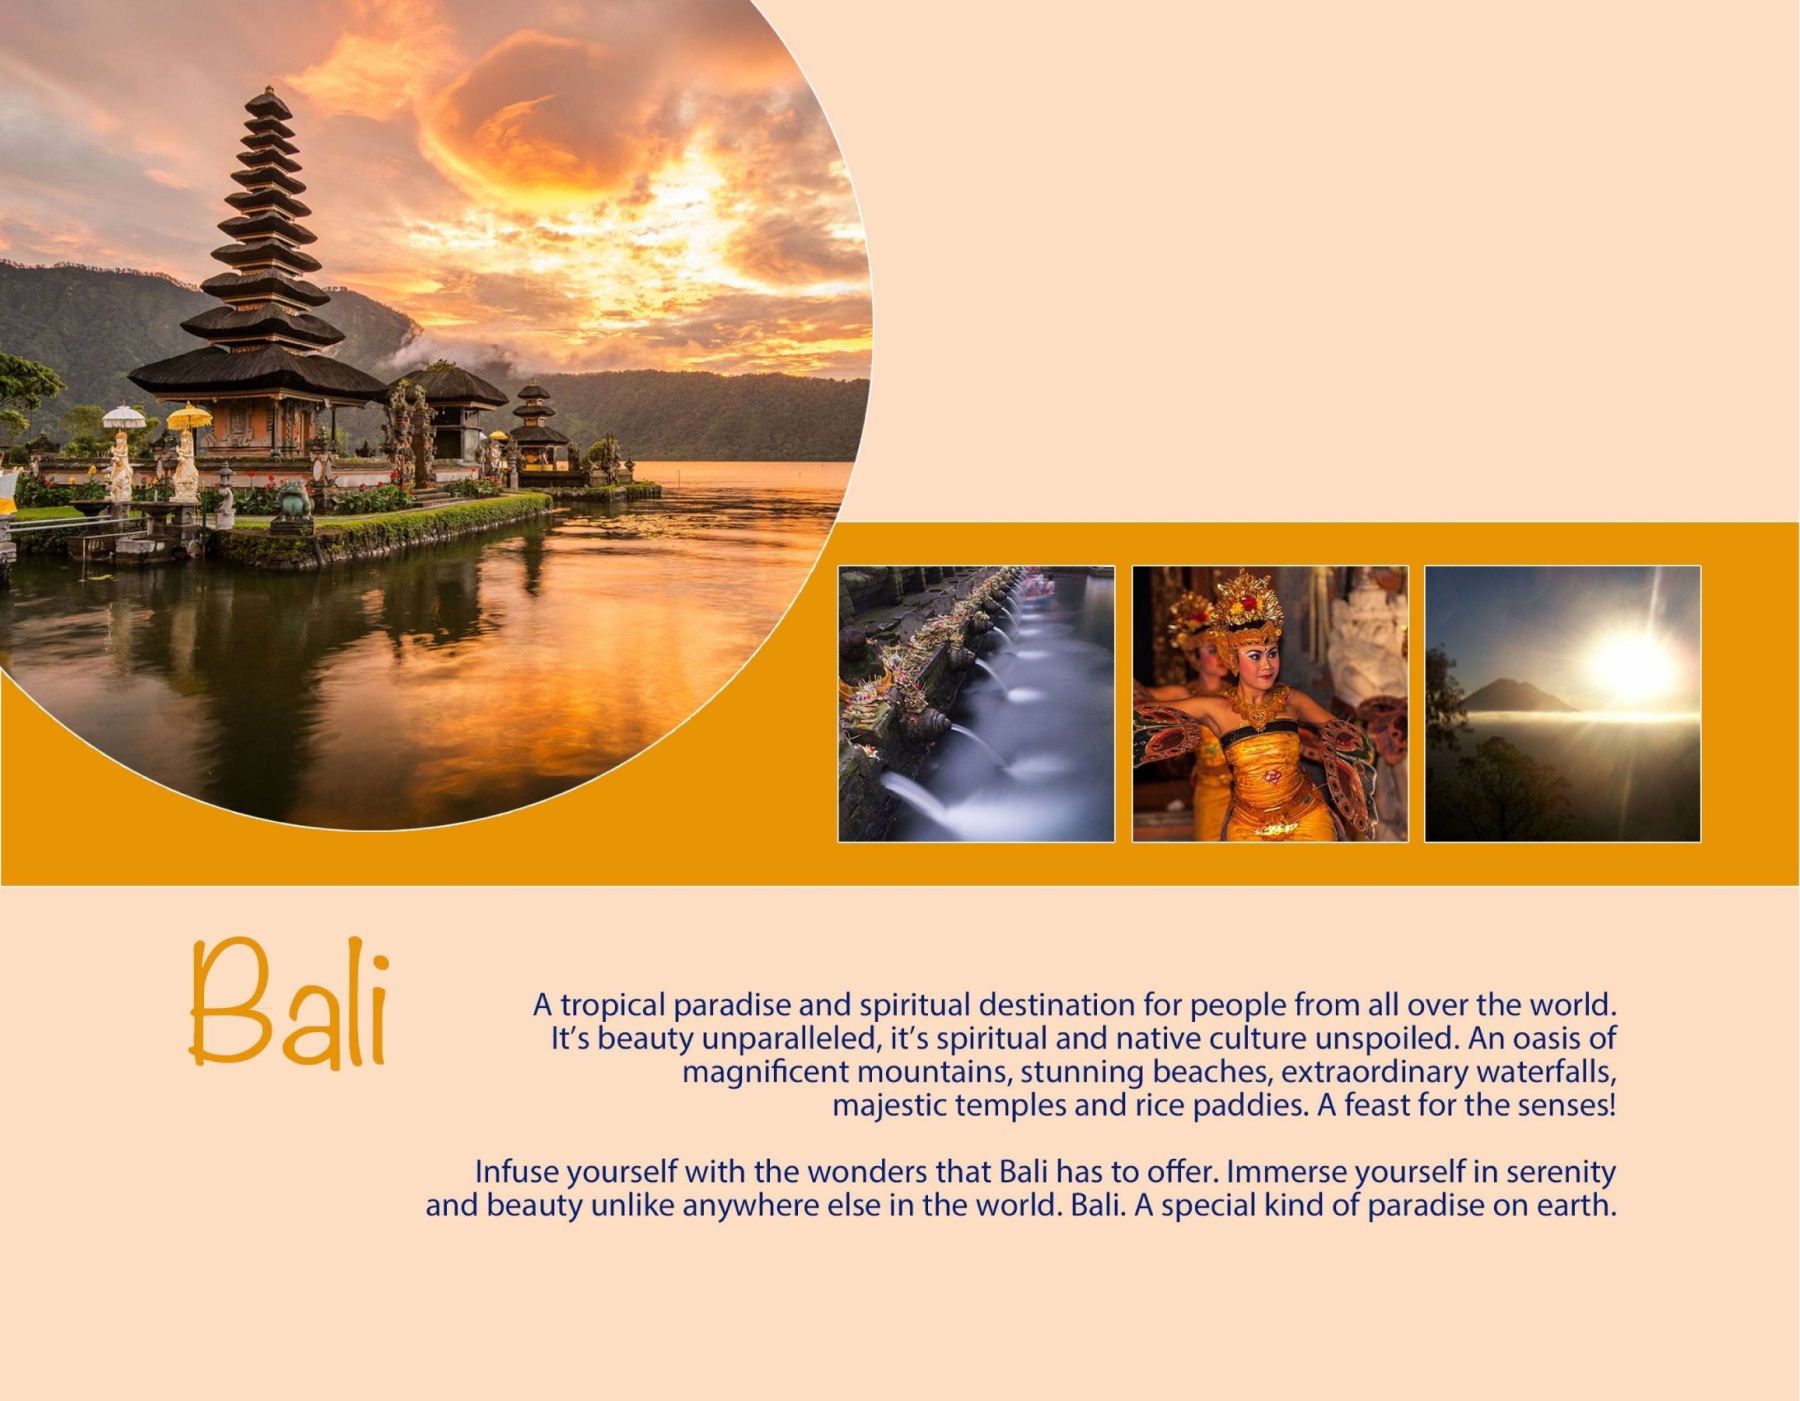 Bali
A tropical paradise and spiritual destination for people from all over the world.
It’s beauty unparalleled, it’s spiritual and native culture unspoiled. An oasis of
magnificent mountains, stunning beaches, extraordinary waterfalls,
majestic temples and rice paddies. A feast for the senses!
Infuse yourself with the wonders that Bali has to offer. Immerse yourself in serenity
and beauty unlike anywhere else in the world. Bali. A special kind of paradise on earth.